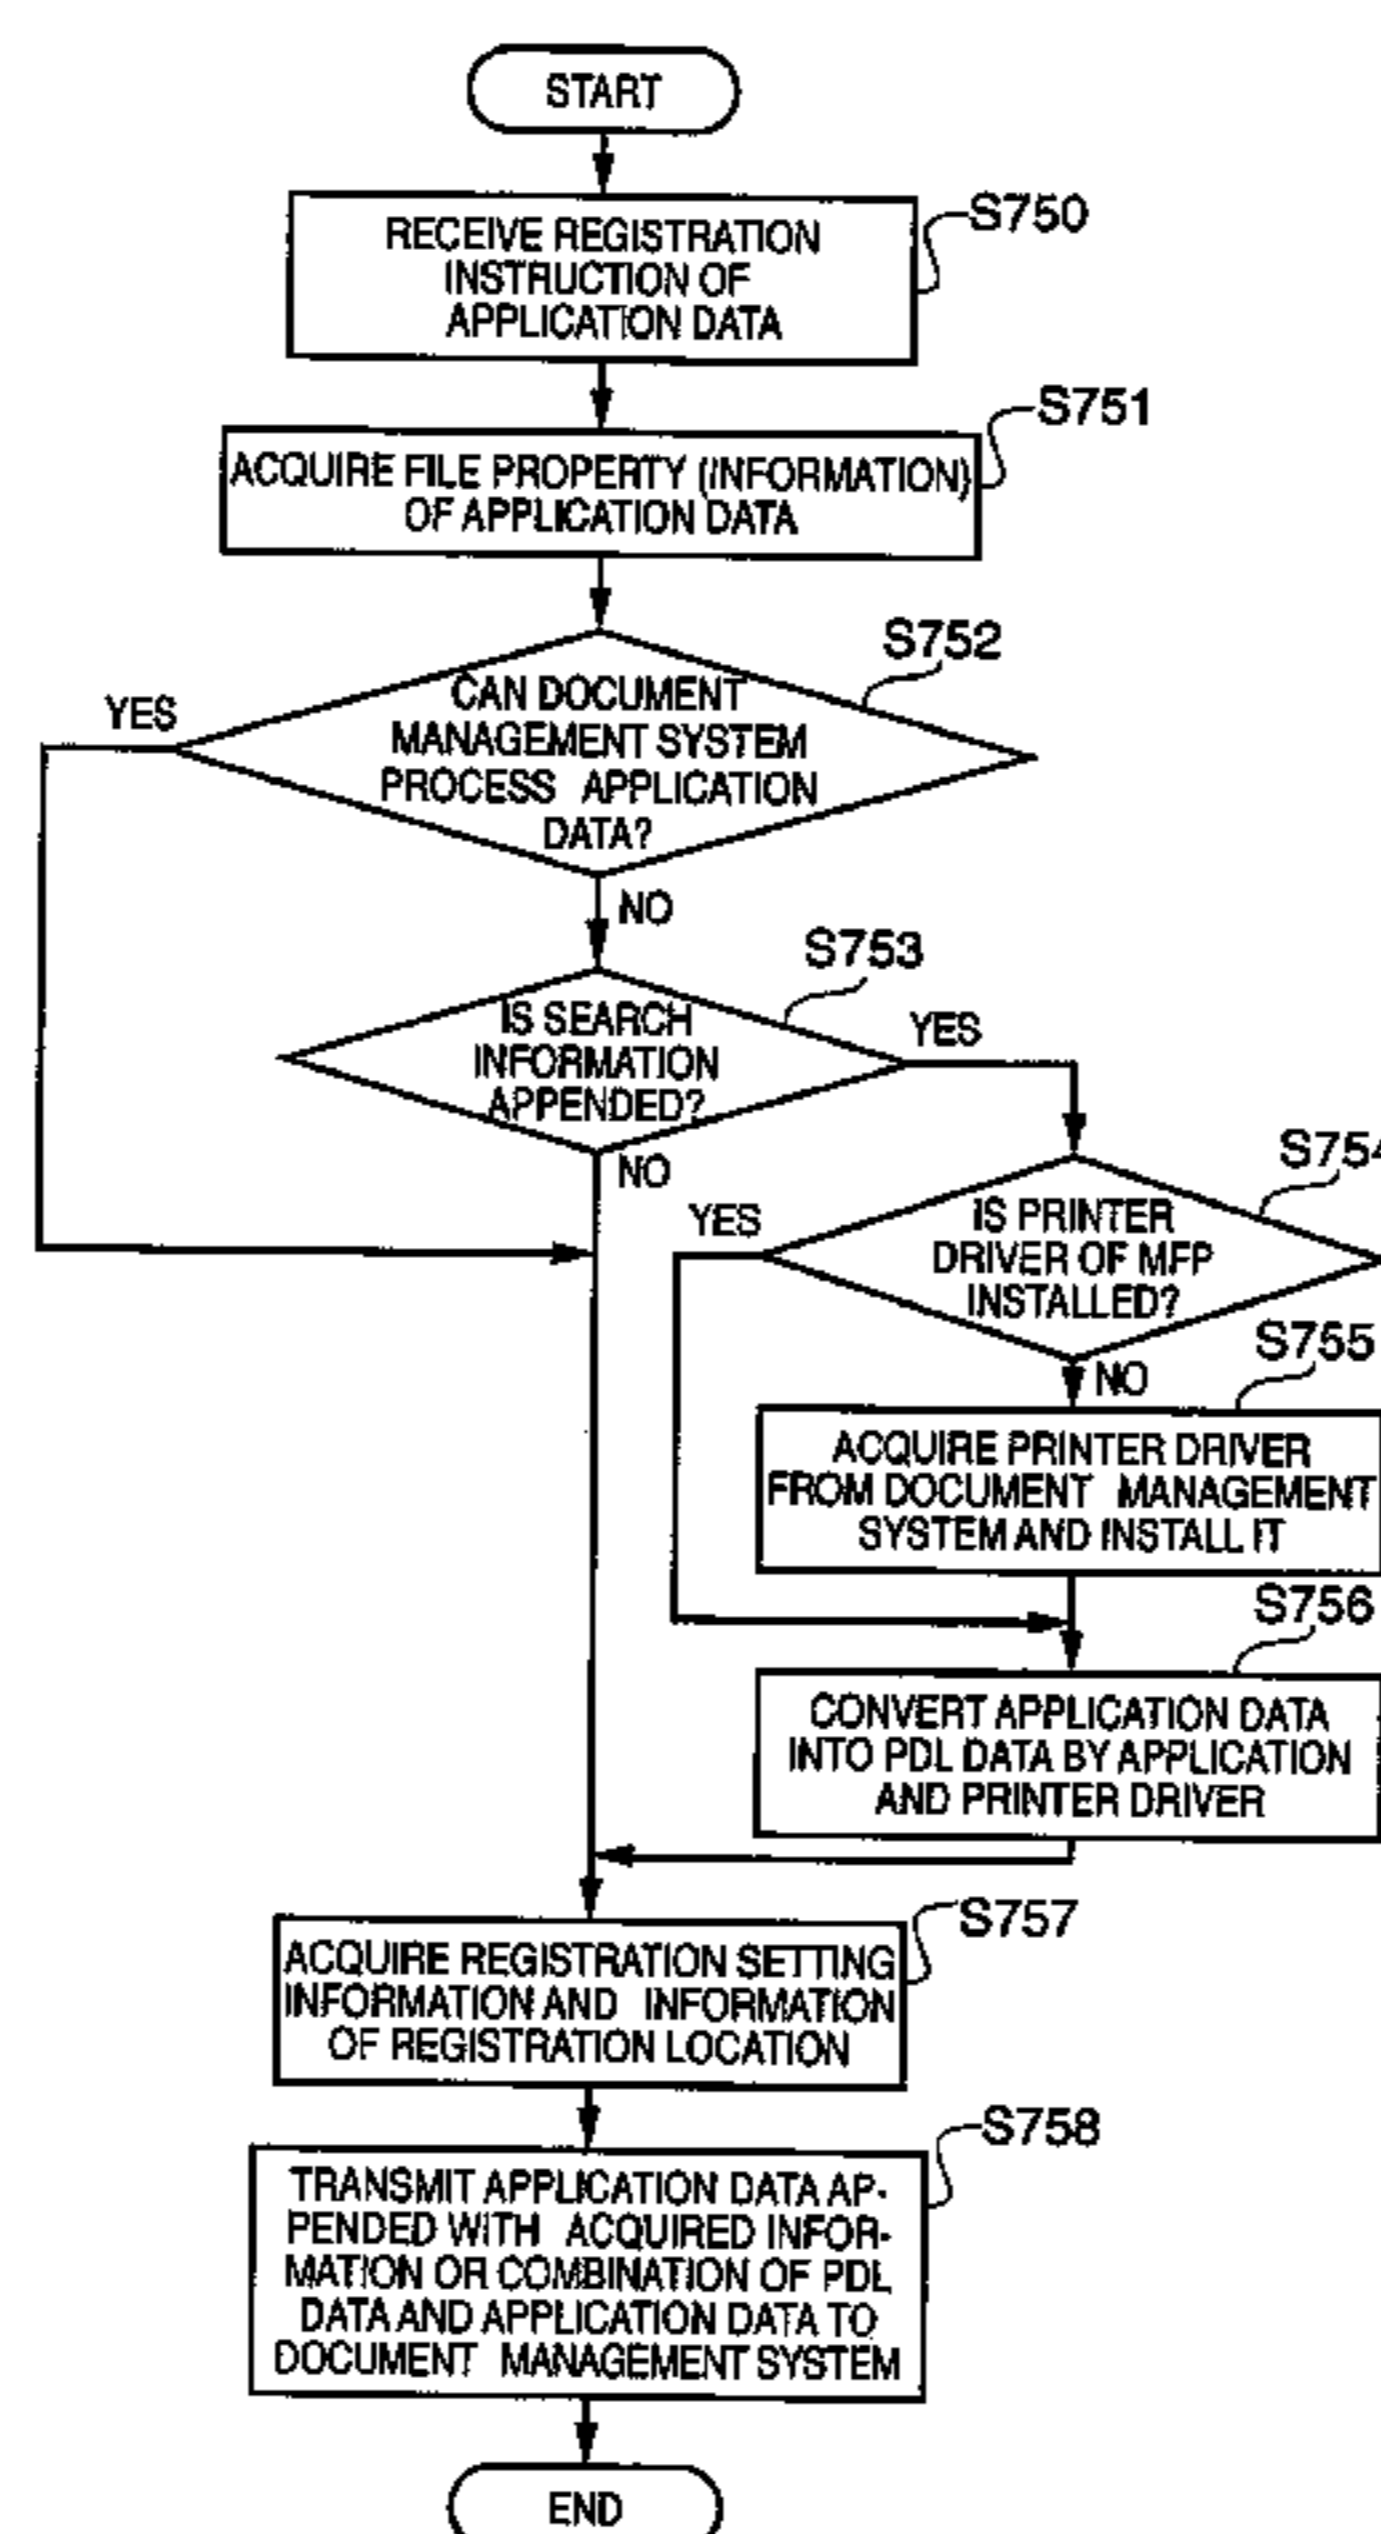 START
RECEIVE REGISTRATION
INSTRUCTION OF
APPLICATION DATA
S750
ACQUIRE FILE PROPERTY (INFORMATION)
OF APPLICATION DATA
S751
CAN DOCUMENT
MANAGEMENT SYSTEM
PROCESS APPLICATION
DATA?
S752
YES
NO
IS SEARCH
INFORMATION
APPENDED?
S753
YES
NO
IS PRINTER
DRIVER OF MFP
INSTALLED?
S754
YES
NO
ACQUIRE PRINTER DRIVER
FROM DOCUMENT MANAGEMENT
SYSTEM AND INSTALL IT
S755
CONVERT APPLICATION DATA
INTO PDL DATA BY APPLICATION
AND PRINTER DRIVER
S756
ACQUIRE REGISTRATION SETTING
INFORMATION AND INFORMATION
OF REGISTRATION LOCATION
S757
TRANSMIT APPLICATION DATA AP-
PENDED WITH ACQUIRED INFOR-
MATION OR COMBINATION OF PDL
DATA AND APPLICATION DATA TO
DOCUMENT MANAGEMENT SYSTEM
S758
END